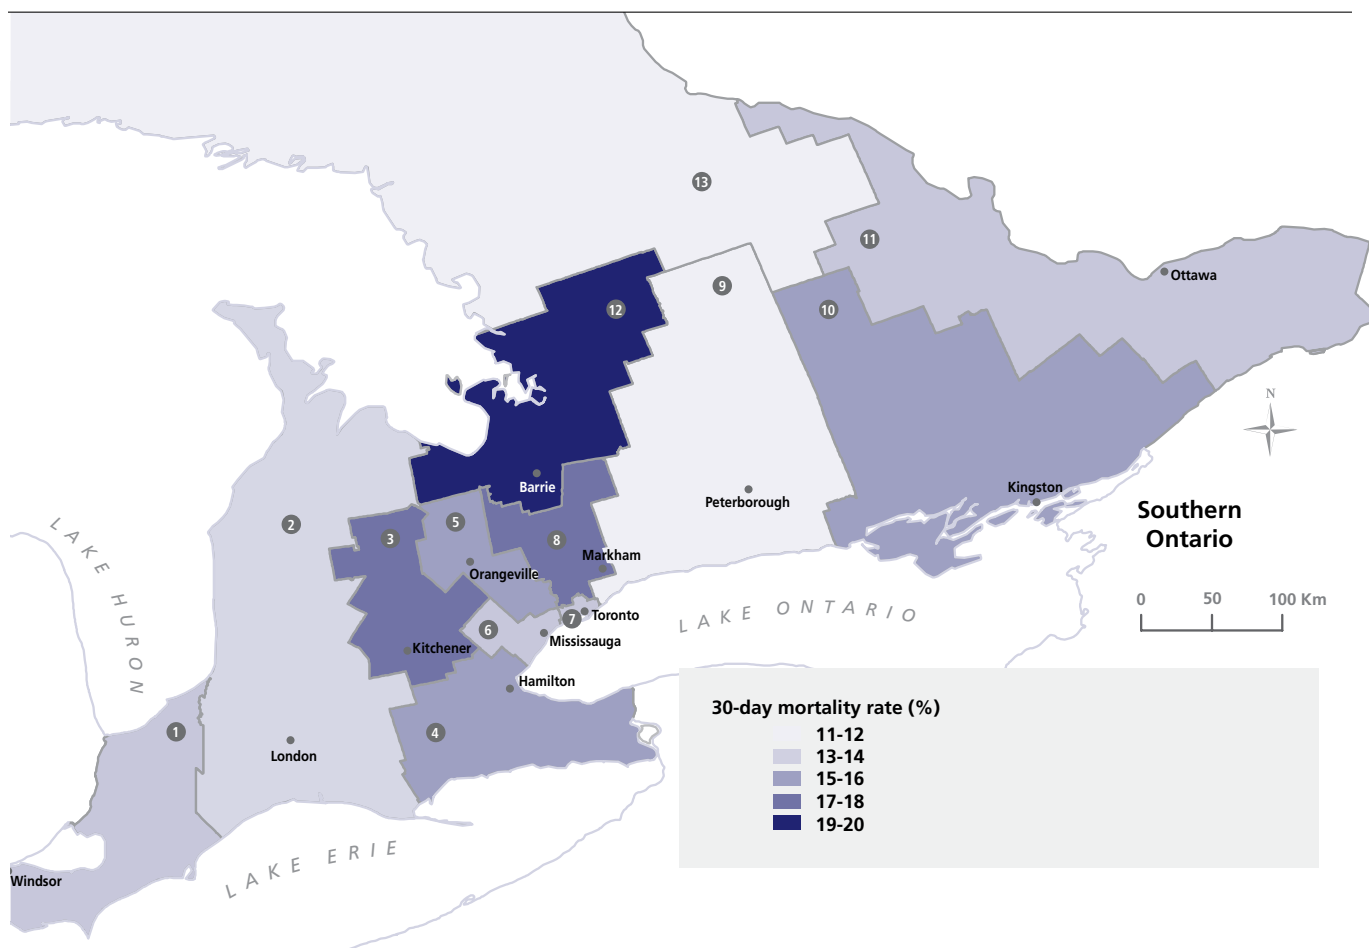 13
11
Ottawa
9
12
10
N
Barrie
Peterborough
Kingston
Southern
Ontario
2
3
5
8
Markham
Orangeville
LAKE HURON
7
Toronto
LAKE ONTARIO
0 50 100 Km
6
Mississauga
Kitchener
Hamilton
1
4
London
30-day mortality rate (%)
11-12
13-14
15-16
17-18
19-20
LAKE ERIE
Windsor